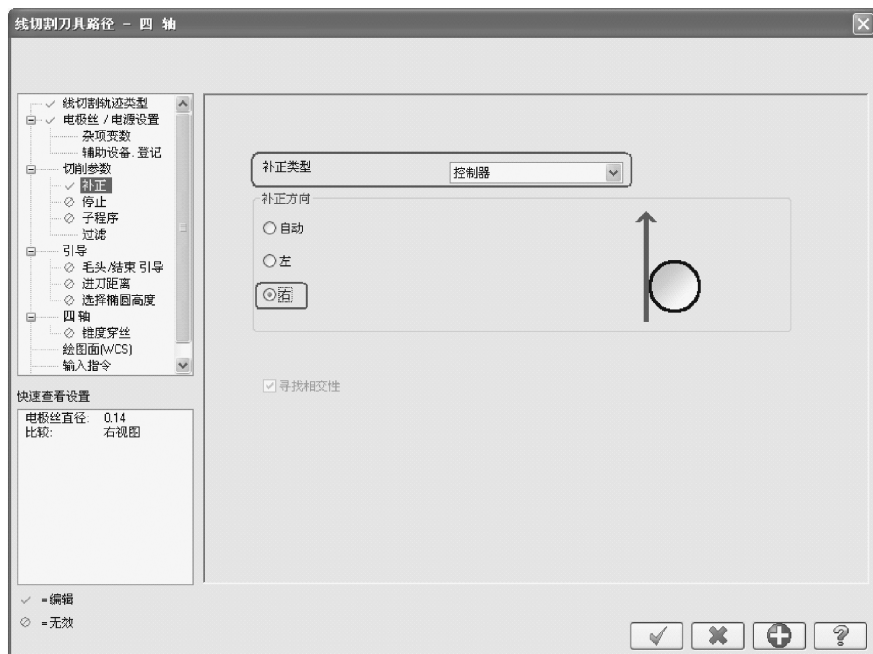 线切割刀具路径 - 四 轴
线切割轨迹类型
电极丝 / 电源设置
杂项变数
辅助设备. 登记
切削参数
补正
停止
子程序
过滤
引导
毛头/结束 引导
进刀距离
选择椭圆高度
四 轴
锥度穿丝
绘图面(WCS)
输入指令
快速查看设置
电极丝直径: 0.14
比较: 右视图
=编辑
=无效
补正类型 控制器
补正方向
自动
左
右
寻找相交性